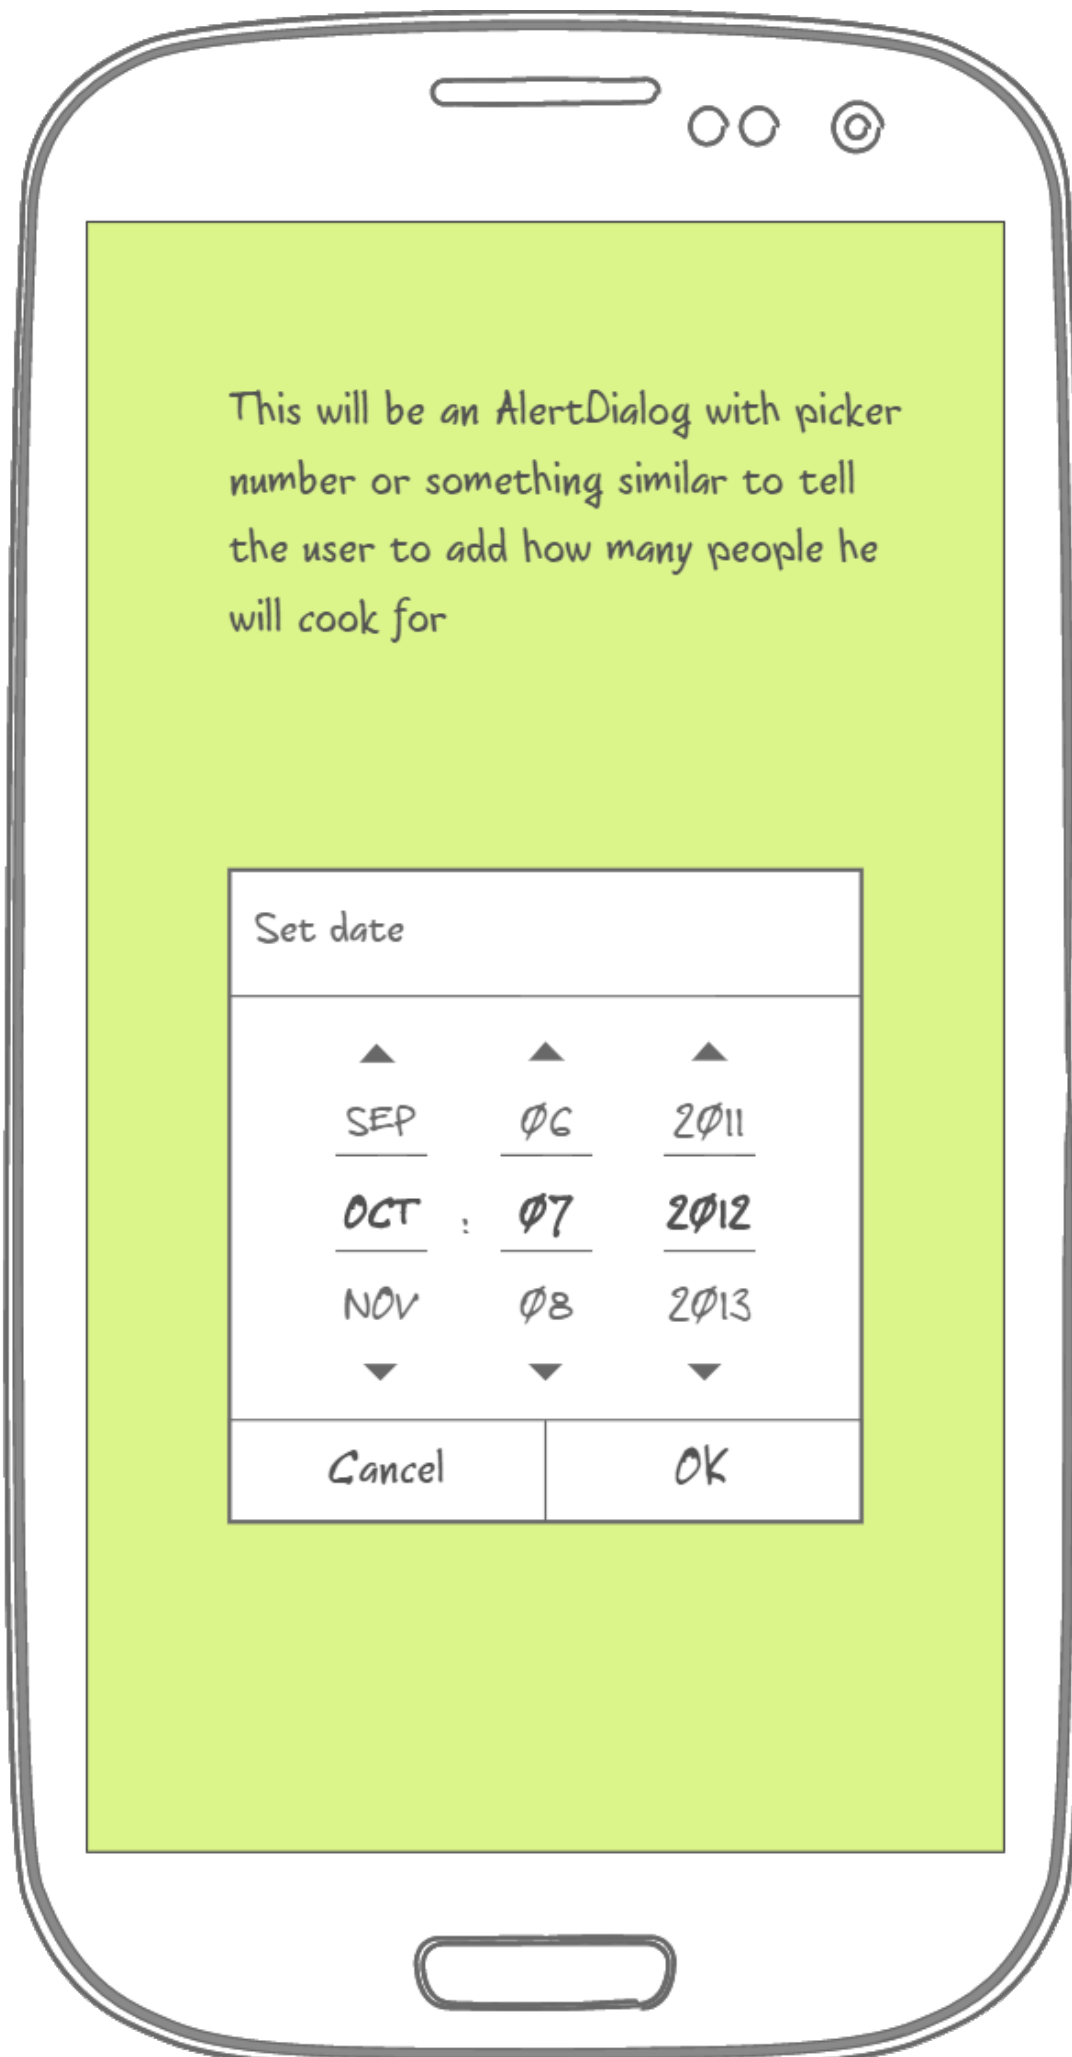 This will be an AlertDialog with picker
number or something similar to tell
the user to add how many people he
will cook for
Set date
SEP 06 2011
OCT : 07 2012
NOV 08 2013
Cancel OK